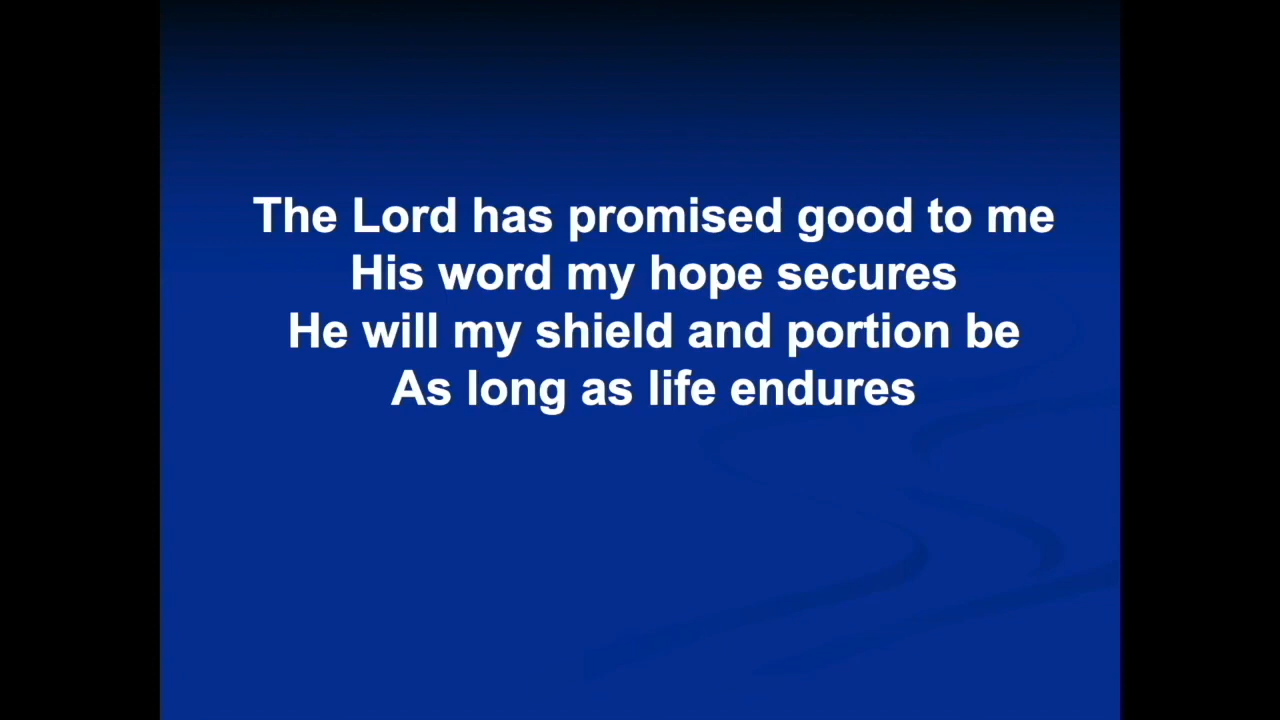 The Lord has promised good to me
His word my hope secures
He will my shield and portion be
As long as life endures